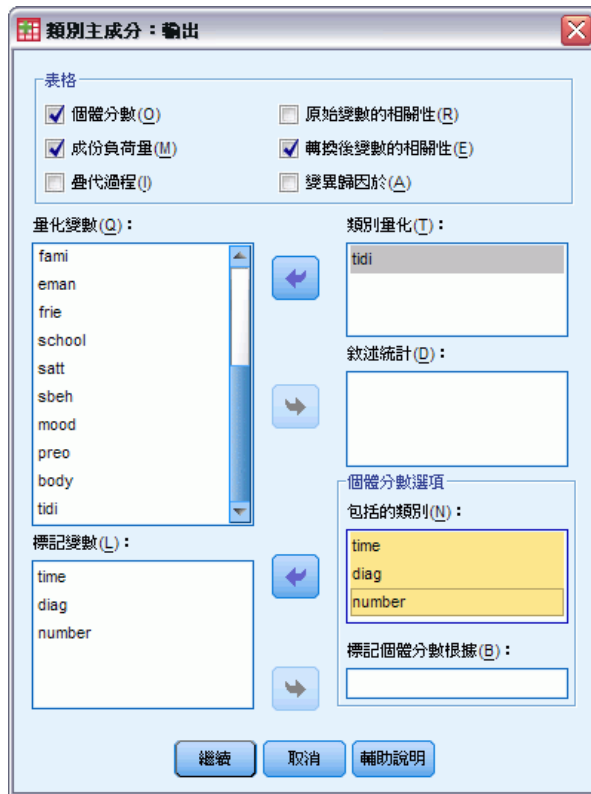 類別主成分：輸出
表格
個體分數(O)
原始變數的相關性(R)
成份負荷量(M)
轉換後變數的相關性(E)
疊代過程(I)
變異歸因於(A)
量化變數(Q)：
fami
eman
frie
school
satt
sbeh
mood
preo
body
tidi
類別量化(T)：
tidi
敘述統計(D)：
個體分數選項
包括的類別(N)：
time
diag
number
標記變數(L)：
time
diag
number
標記個體分數根據(B)：
繼續
取消
輔助說明